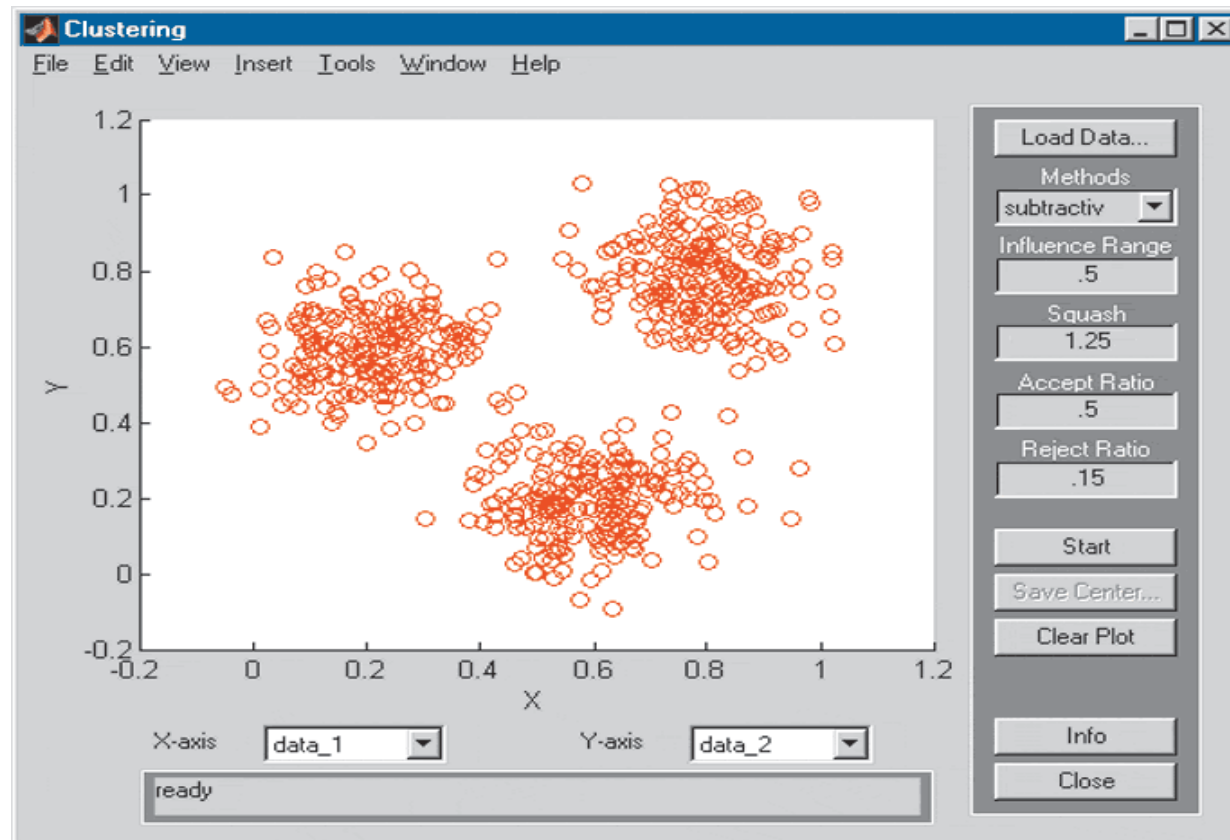 Clustering
File Edit View Insert Tools Window Help
1.2
1
0.8
0.6
0.4
0.2
0
-0.2
Y
-0.2 0 0.2 0.4 0.6 0.8 1 1.2
X
X-axis data_1 Y-axis data_2
ready
Load Data...
Methods
subtractiv
Influence Range
.5
Squash
1.25
Accept Ratio
.5
Reject Ratio
.15
Start
Save Center...
Clear Plot
Info
Close